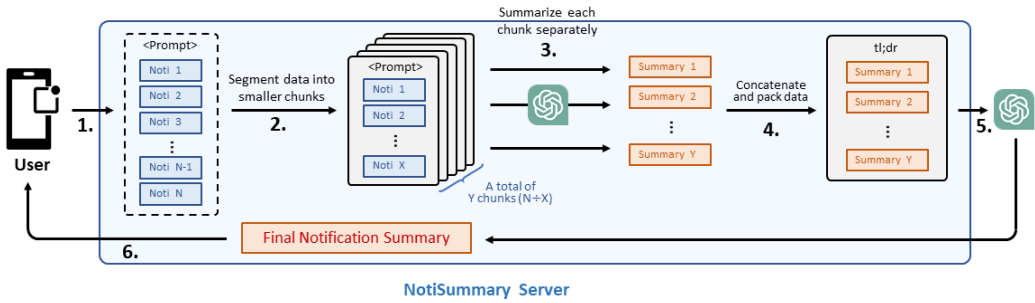 <Prompt>
Noti 1
Noti 2
Noti 3
⋮
Noti N-1
Noti N
User
1.
Segment data into
smaller chunks
2.
<Prompt>
Noti 1
Noti 2
⋮
Noti X
A total of
Y chunks (N÷X)
Summarize each
chunk separately
3.
Summary 1
Summary 2
⋮
Summary Y
Concatenate
and pack data
4.
tl;dr
Summary 1
Summary 2
⋮
Summary Y
5.
Final Notification Summary
6.
NotiSummary Server